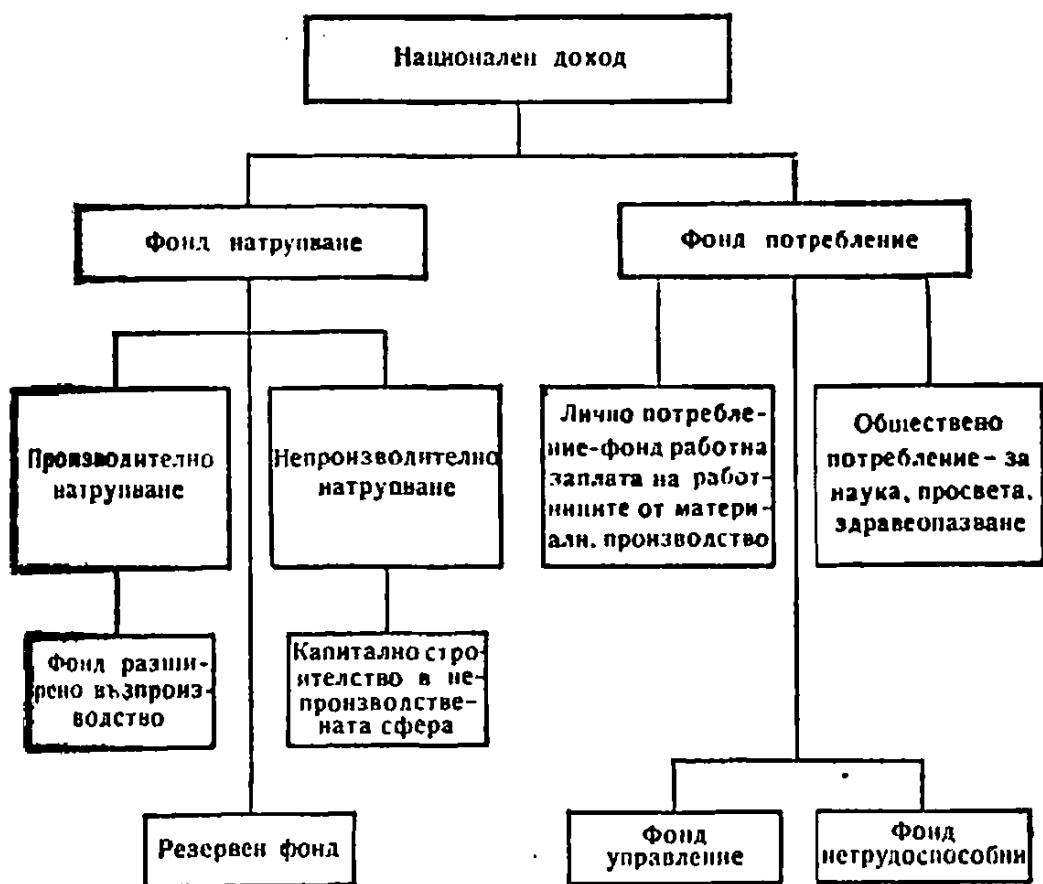 Национален доход
Фонд натрупване
Фонд потребление
Производително
натрупване
Непроизводително
натрупване
Лично потребле-
ние-фонд работна
заплата на работ-
ниците от матери-
алн. производство
Обществено
потребление - за
наука, просвета,
здравеопазване
Фонд разши-
рено възпроиз-
водство
Капитално стро-
ителство в не-
производстве-
ната сфера
Резервен фонд
Фонд
управление
Фонд
нетрудоспособни